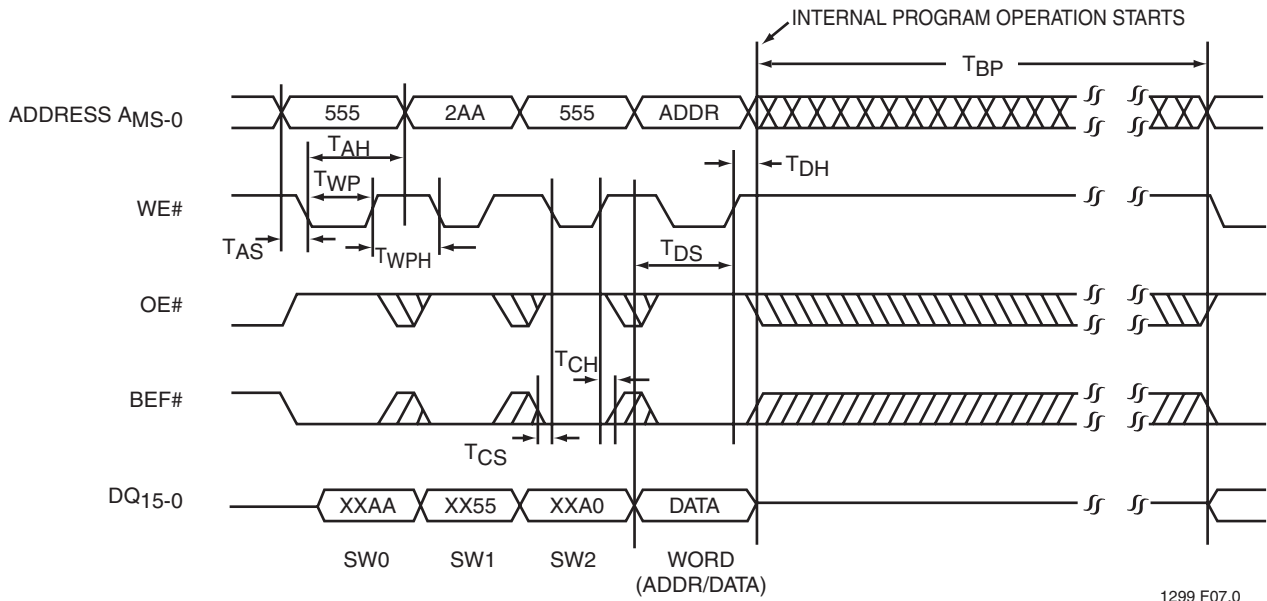 INTERNAL PROGRAM OPERATION STARTS
TBP
ADDRESS AMS-0
555
2AA
555
ADDR
TAH
TDH
TWP
WE#
TAS
TWPH
TDS
OE#
TCH
BEF#
TCS
DQ15-0
XXAA
XX55
XXA0
DATA
SW0
SW1
SW2
WORD
(ADDR/DATA)
1299 F07.0